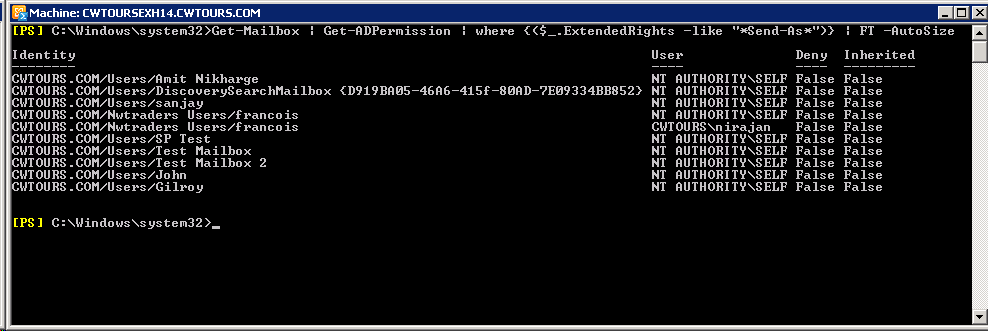 Machine: CWTOURSEXH14.CWTOURS.COM
[PS] C:\Windows\system32>Get-Mailbox | Get-ADPermission | where {($_.ExtendedRights -like "*Send-As*")} | FT -AutoSize
Identity User Deny Inherited
-------- ---- ---- ---------
CWTOURS.COM/Users/Amit Nikharge NT AUTHORITY\SELF False False
CWTOURS.COM/Users/DiscoverySearchMailbox {D919BA05-46A6-415f-80AD-7E09334BB852} NT AUTHORITY\SELF False False
CWTOURS.COM/Users/sanjay NT AUTHORITY\SELF False False
CWTOURS.COM/Nwtraders Users/francois NT AUTHORITY\SELF False False
CWTOURS.COM/Nwtraders Users/francois CWTOURS\nirajan False False
CWTOURS.COM/Users/SP Test NT AUTHORITY\SELF False False
CWTOURS.COM/Users/Test Mailbox NT AUTHORITY\SELF False False
CWTOURS.COM/Users/Test Mailbox 2 NT AUTHORITY\SELF False False
CWTOURS.COM/Users/John NT AUTHORITY\SELF False False
CWTOURS.COM/Users/Gilroy NT AUTHORITY\SELF False False
[PS] C:\Windows\system32>_